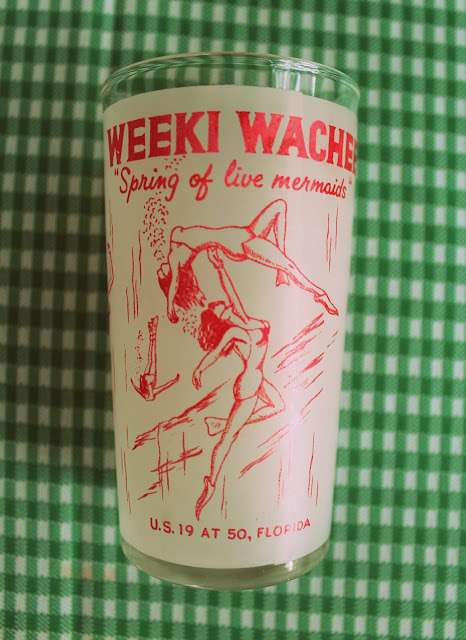 WEEKI WACHEE
"Spring of live mermaids"
U.S. 19 AT 50, FLORIDA